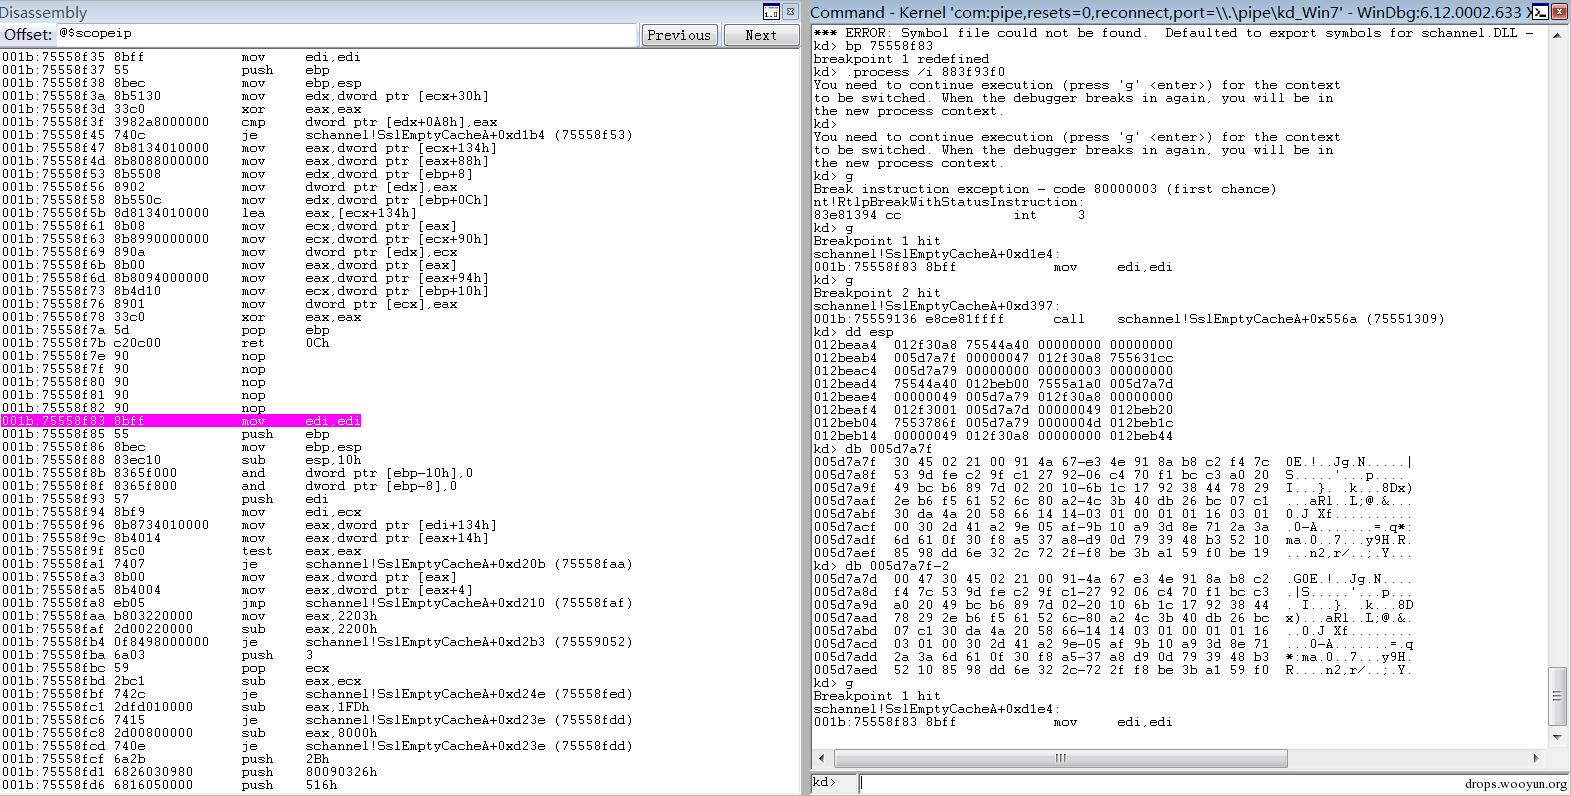 Disassembly
Offset: @$scopeip
Previous
Next
001b:75558f35 8bff mov edi,edi
001b:75558f37 55 push ebp
001b:75558f38 8bec mov ebp,esp
001b:75558f3a 8b5130 mov edx,dword ptr [ecx+30h]
001b:75558f3d 33c0 xor eax,eax
001b:75558f3f 3982a8000000 cmp dword ptr [edx+0A8h],eax
001b:75558f45 740c je schannel!SslEmptyCacheA+0xd1b4 (75558f53)
001b:75558f47 8b8134010000 mov eax,dword ptr [ecx+134h]
001b:75558f4d 8b8088000000 mov eax,dword ptr [eax+88h]
001b:75558f53 8b5508 mov edx,dword ptr [ebp+8]
001b:75558f56 8902 mov dword ptr [edx],eax
001b:75558f58 8b550c mov edx,dword ptr [ebp+0Ch]
001b:75558f5b 8d8134010000 lea eax,[ecx+134h]
001b:75558f61 8b08 mov ecx,dword ptr [eax]
001b:75558f63 8b8990000000 mov ecx,dword ptr [ecx+90h]
001b:75558f69 890a mov dword ptr [edx],ecx
001b:75558f6b 8b00 mov eax,dword ptr [eax]
001b:75558f6d 8b8094000000 mov eax,dword ptr [eax+94h]
001b:75558f73 8b4d10 mov ecx,dword ptr [ebp+10h]
001b:75558f76 8901 mov dword ptr [ecx],eax
001b:75558f78 33c0 xor eax,eax
001b:75558f7a 5d pop ebp
001b:75558f7b c20c00 ret 0Ch
001b:75558f7e 90 nop
001b:75558f7f 90 nop
001b:75558f80 90 nop
001b:75558f81 90 nop
001b:75558f82 90 nop
001b:75558f83 8bff mov edi,edi
001b:75558f85 55 push ebp
001b:75558f86 8bec mov ebp,esp
001b:75558f88 83ec10 sub esp,10h
001b:75558f8b 8365f000 and dword ptr [ebp-10h],0
001b:75558f8f 8365f800 and dword ptr [ebp-8],0
001b:75558f93 57 push edi
001b:75558f94 8bf9 mov edi,ecx
001b:75558f96 8b8734010000 mov eax,dword ptr [edi+134h]
001b:75558f9c 8b4014 mov eax,dword ptr [eax+14h]
001b:75558f9f 85c0 test eax,eax
001b:75558fa1 7407 je schannel!SslEmptyCacheA+0xd20b (75558faa)
001b:75558fa3 8b00 mov eax,dword ptr [eax]
001b:75558fa5 8b4004 mov eax,dword ptr [eax+4]
001b:75558fa8 eb05 jmp schannel!SslEmptyCacheA+0xd210 (75558faf)
001b:75558faa b803220000 mov eax,2203h
001b:75558faf 2d00220000 sub eax,2200h
001b:75558fb4 0f8498000000 je schannel!SslEmptyCacheA+0xd2b3 (75559052)
001b:75558fba 6a03 push 3
001b:75558fbc 59 pop ecx
001b:75558fbd 2bc1 sub eax,ecx
001b:75558fbf 742c je schannel!SslEmptyCacheA+0xd24e (75558fed)
001b:75558fc1 2dfd010000 sub eax,1FDh
001b:75558fc6 7415 je schannel!SslEmptyCacheA+0xd23e (75558fdd)
001b:75558fc8 2d00800000 sub eax,8000h
001b:75558fcd 740e je schannel!SslEmptyCacheA+0xd23e (75558fdd)
001b:75558fcf 6a2b push 2Bh
001b:75558fd1 6826030980 push 80090326h
001b:75558fd6 6816050000 push 516h
Command - Kernel 'com:pipe,resets=0,reconnect,port=\\.\pipe\kd_Win7' - WinDbg:6.12.0002.633
*** ERROR: Symbol file could not be found. Defaulted to export symbols for schannel.DLL -
kd> bp 75558f83
breakpoint 1 redefined
kd> .process /i 883f93f0
You need to continue execution (press 'g' <enter>) for the context
to be switched. When the debugger breaks in again, you will be in
the new process context.
kd>
You need to continue execution (press 'g' <enter>) for the context
to be switched. When the debugger breaks in again, you will be in
the new process context.
kd> g
Break instruction exception - code 80000003 (first chance)
nt!RtlpBreakWithStatusInstruction:
83e81394 cc int 3
kd> g
Breakpoint 1 hit
schannel!SslEmptyCacheA+0xd1e4:
001b:75558f83 8bff mov edi,edi
kd> g
Breakpoint 2 hit
schannel!SslEmptyCacheA+0xd397:
001b:75559136 e8ce81ffff call schannel!SslEmptyCacheA+0x556a (75551309)
kd> dd esp
012beaa4 012f30a8 75544a40 00000000 00000000
012beab4 005d7a7f 00000047 012f30a8 755631cc
012beac4 005d7a79 00000000 00000003 00000000
012bead4 75544a40 012beb00 7555a1a0 005d7a7d
012beae4 00000049 005d7a79 012f30a8 00000000
012beaf4 012f3001 005d7a7d 00000049 012beb20
012beb04 7553786f 005d7a79 0000004d 012beb1c
012beb14 00000049 012f30a8 00000000 012beb44
kd> db 005d7a7f
005d7a7f 30 45 02 21 00 91 4a 67-e3 4e 91 8a b8 c2 f4 7c 0E.!..Jg.N.....|
005d7a8f 53 9d fe c2 9f c1 27 92-06 c4 70 f1 bc c3 a0 20 S.....'...p....
005d7a9f 49 bc b6 89 7d 02 20 10-6b 1c 17 92 38 44 78 29 I...}. .k...8Dx)
005d7aaf 2e b6 f5 61 52 6c 80 a2-4c 3b 40 db 26 bc 07 c1 ...aRl..L;@.&...
005d7abf 30 da 4a 20 58 66 14 14-03 01 00 01 01 16 03 01 0.J Xf..........
005d7acf 00 30 2d 41 a2 9e 05 af-9b 10 a9 3d 8e 71 2a 3a .0-A.......=.q*:
005d7adf 6d 61 0f 30 f8 a5 37 a8-d9 0d 79 39 48 b3 52 10 ma.0..7...y9H.R.
005d7aef 85 98 dd 6e 32 2c 72 2f-f8 be 3b a1 59 f0 be 19 ...n2,r/..;.Y...
kd> db 005d7a7f-2
005d7a7d 00 47 30 45 02 21 00 91-4a 67 e3 4e 91 8a b8 c2 .G0E.!..Jg.N....
005d7a8d f4 7c 53 9d fe c2 9f c1-27 92 06 c4 70 f1 bc c3 .|S.....'...p...
005d7a9d a0 20 49 bc b6 89 7d 02-20 10 6b 1c 17 92 38 44 . I...}. .k...8D
005d7aad 78 29 2e b6 f5 61 52 6c-80 a2 4c 3b 40 db 26 bc x)...aRl..L;@.&.
005d7abd 07 c1 30 da 4a 20 58 66-14 14 03 01 00 01 01 16 ..0.J Xf........
005d7acd 03 01 00 30 2d 41 a2 9e-05 af 9b 10 a9 3d 8e 71 ...0-A.......=.q
005d7add 2a 3a 6d 61 0f 30 f8 a5-37 a8 d9 0d 79 39 48 b3 *:ma.0..7...y9H.
005d7aed 52 10 85 98 dd 6e 32 2c-72 2f f8 be 3b a1 59 f0 R....n2,r/..;.Y.
kd> g
Breakpoint 1 hit
schannel!SslEmptyCacheA+0xd1e4:
001b:75558f83 8bff mov edi,edi
kd>
drops.wooyun.org